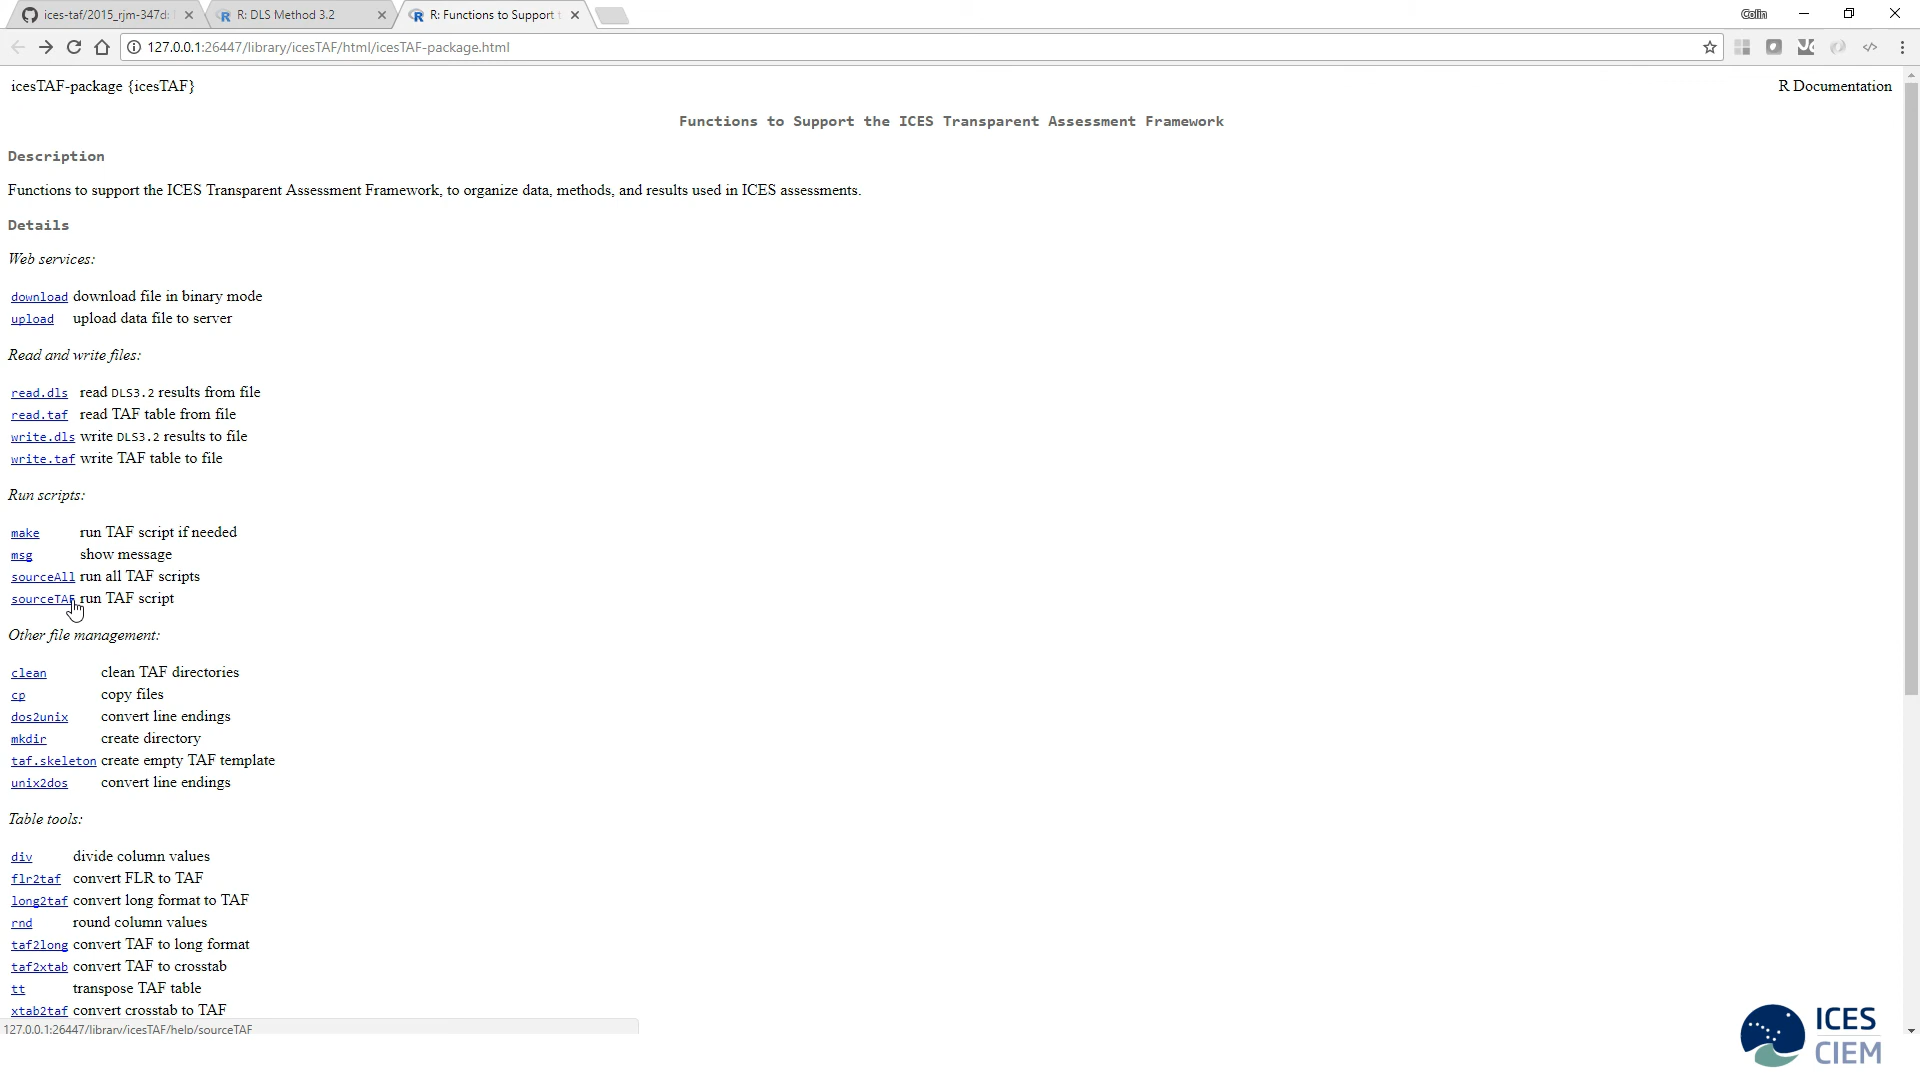 ices-taf/2015_rjm-347d:
R: DLS Method 3.2
R: Functions to Support
Colin
127.0.0.1:26447/library/icesTAF/html/icesTAF-package.html
icesTAF-package {icesTAF}
R Documentation
Functions to Support the ICES Transparent Assessment Framework
Description
Functions to support the ICES Transparent Assessment Framework, to organize data, methods, and results used in ICES assessments.
Details
Web services:
download download file in binary mode
upload upload data file to server
Read and write files:
read.dls read DLS3.2 results from file
read.taf read TAF table from file
write.dls write DLS3.2 results to file
write.taf write TAF table to file
Run scripts:
make run TAF script if needed
msg show message
sourceAll run all TAF scripts
sourceTAF run TAF script
Other file management:
clean clean TAF directories
cp copy files
dos2unix convert line endings
mkdir create directory
taf.skeleton create empty TAF template
unix2dos convert line endings
Table tools:
div divide column values
flr2taf convert FLR to TAF
long2taf convert long format to TAF
rnd round column values
taf2long convert TAF to long format
taf2xtab convert TAF to crosstab
tt transpose TAF table
xtab2taf convert crosstab to TAF
127.0.0.1:26447/library/icesTAF/help/sourceTAF
ICES
CIEM